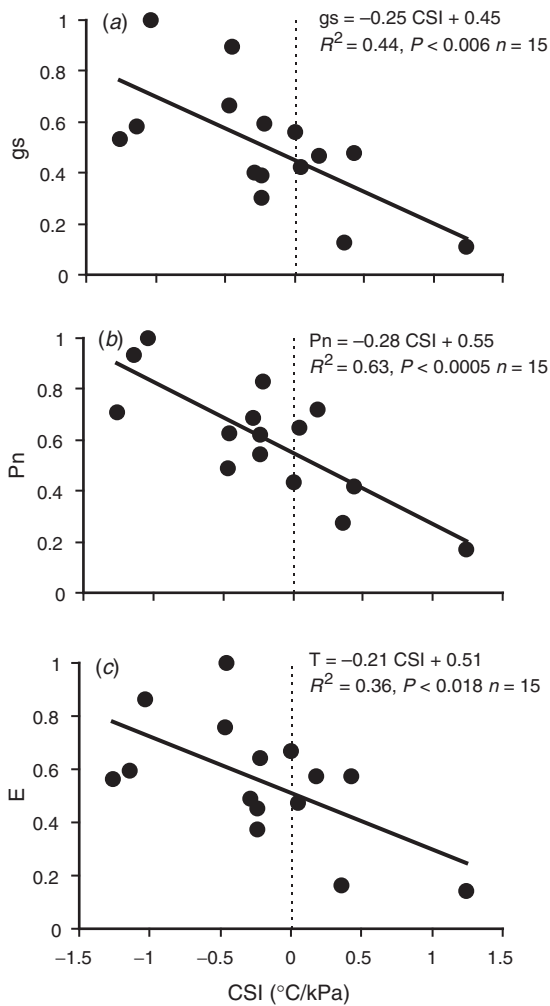 (a)
gs = –0.25 CSI + 0.45
R² = 0.44, P < 0.006 n = 15
1
0.8
0.6
0.4
0.2
0
gs
(b)
Pn = –0.28 CSI + 0.55
R² = 0.63, P < 0.0005 n = 15
1
0.8
0.6
0.4
0.2
0
Pn
(c)
T = –0.21 CSI + 0.51
R² = 0.36, P < 0.018 n = 15
1
0.8
0.6
0.4
0.2
0
E
–1.5 –1 –0.5 0 0.5 1 1.5
CSI (°C/kPa)